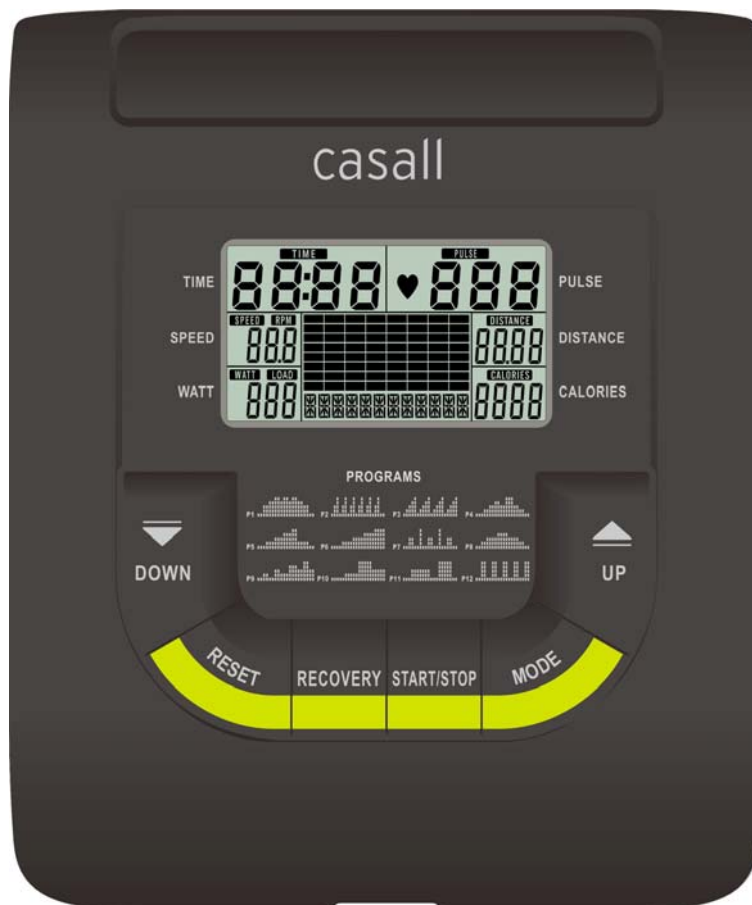 casall
TIME PULSE
TIME 88:88 888 PULSE
SPEED RPM DISTANCE
SPEED 88.8 88.88 DISTANCE
WATT LOAD CALORIES
WATT 888 8888 CALORIES
PROGRAMS
P1 P2 P3 P4
P5 P6 P7 P8
P9 P10 P11 P12
DOWN UP
RESET RECOVERY START/STOP MODE